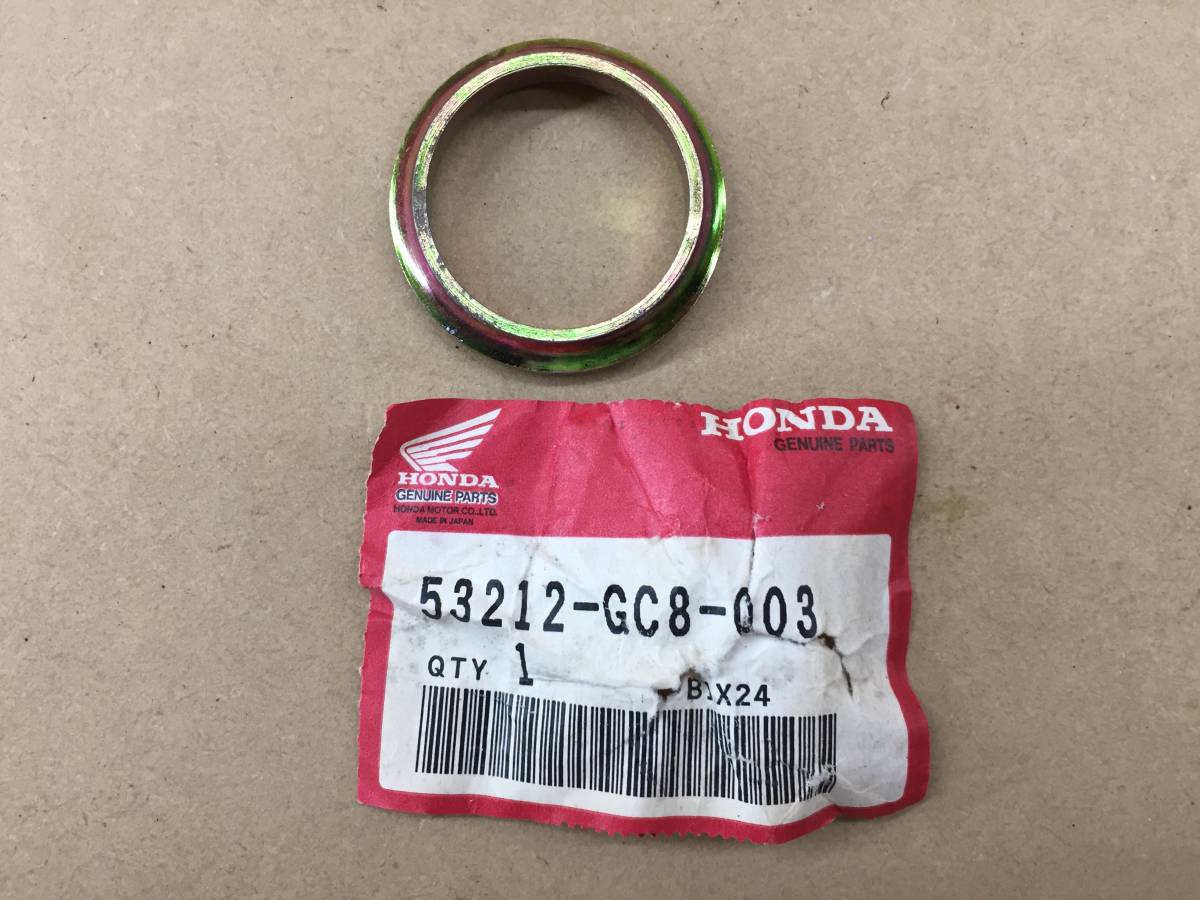 HONDA
GENUINE PARTS
HONDA
GENUINE PARTS
HONDA MOTOR CO.,LTD.
MADE IN JAPAN
53212-GC8-003
QTY 1
X24